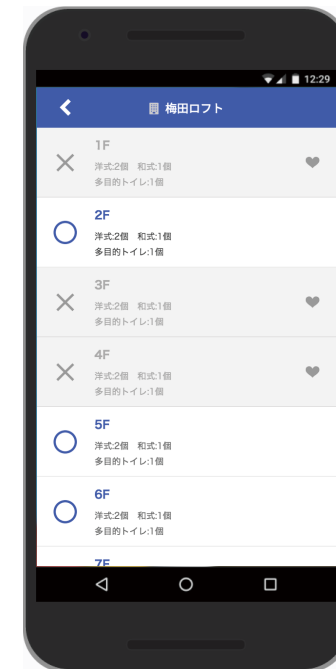 12:29
梅田ロフト
1F
洋式:2個 和式:1個
多目的トイレ:1個
2F
洋式:2個 和式:1個
多目的トイレ:1個
3F
洋式:2個 和式:1個
多目的トイレ:1個
4F
洋式:2個 和式:1個
多目的トイレ:1個
5F
洋式:2個 和式:1個
多目的トイレ:1個
6F
洋式:2個 和式:1個
多目的トイレ:1個
7F